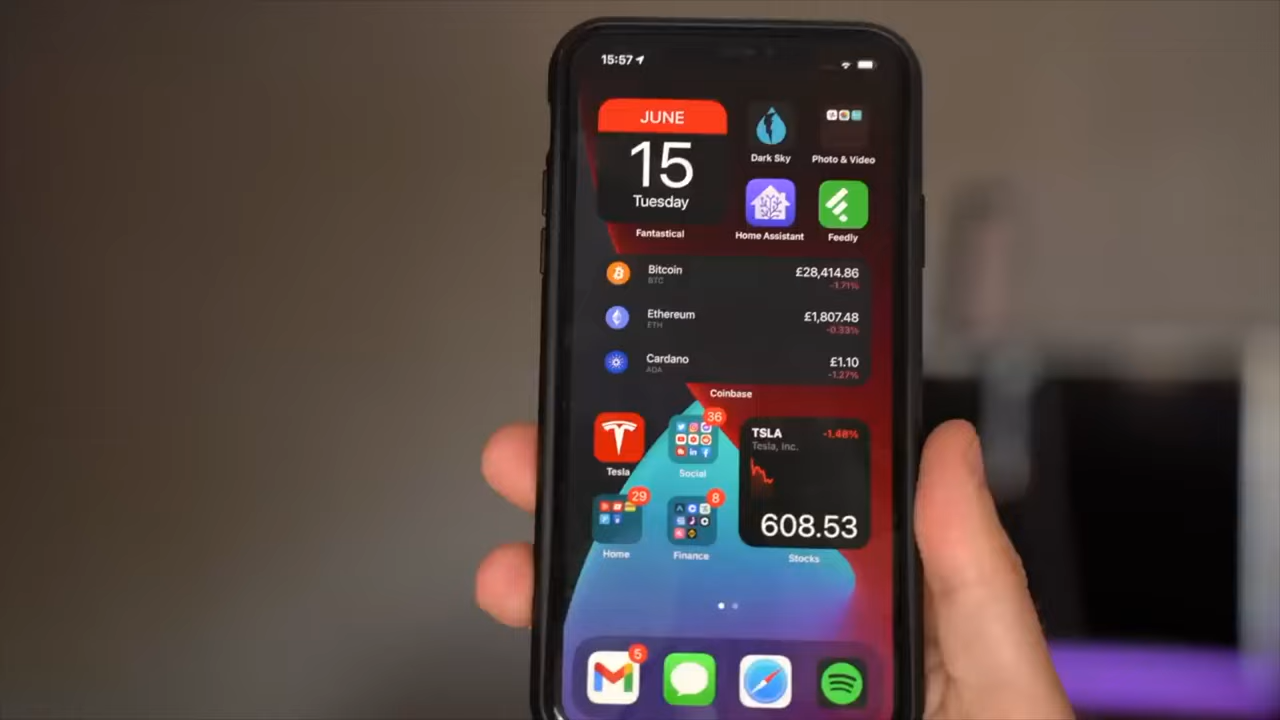 15:57
JUNE
15
Tuesday
Fantastical
Dark Sky
Photo & Video
Home Assistant
Feedly
Bitcoin
BTC
£28,414.86
-1.71%
Ethereum
ETH
£1,807.48
-0.33%
Cardano
ADA
£1.10
-1.27%
Coinbase
Tesla
36
Social
29
Home
8
Finance
TSLA
-1.48%
Tesla, Inc.
608.53
Stocks
5